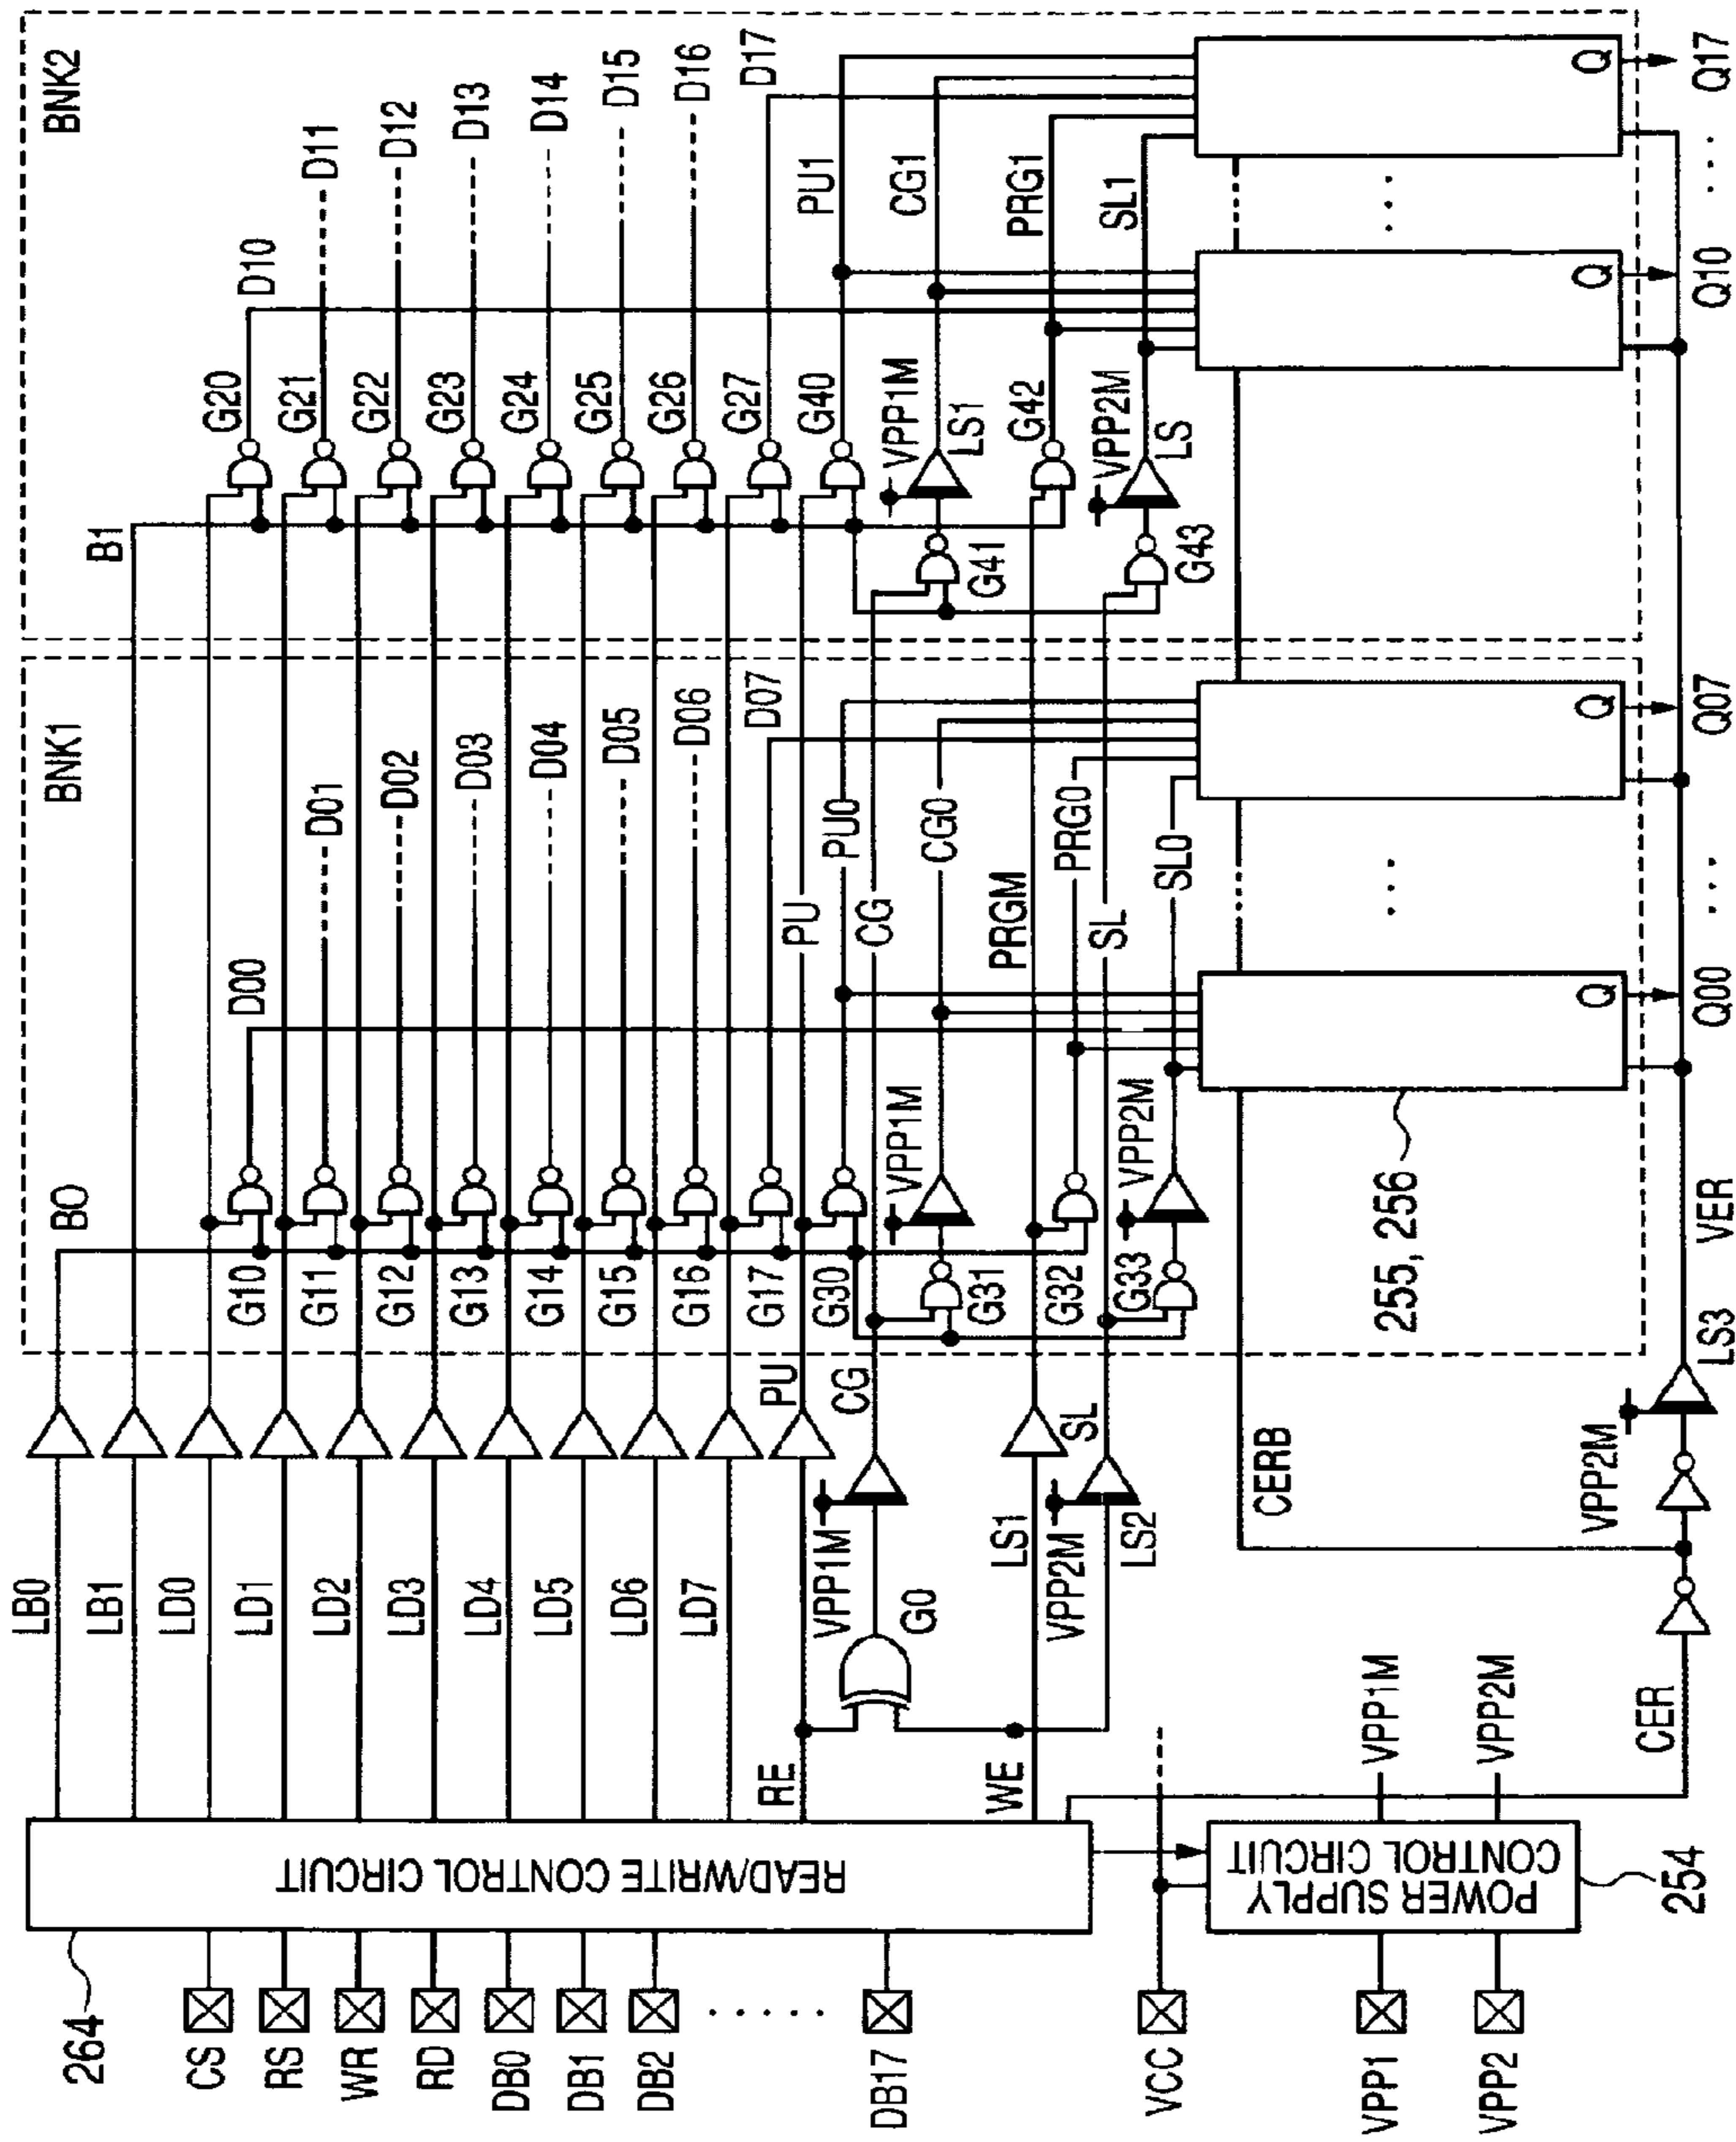 BNK1
BNK2
LB0
B0
B1
LB1
LD0
LD1
LD2
LD3
LD4
LD5
LD6
LD7
D00
D01
D02
D03
D04
D05
D06
D07
D10
D11
D12
D13
D14
D15
D16
D17
G10
G11
G12
G13
G14
G15
G16
G17
G30
G20
G21
G22
G23
G24
G25
G26
G27
G40
264
READ/WRITE CONTROL CIRCUIT
CS
RS
WR
RD
DB0
DB1
DB2
. . . . .
DB17
RE
PU
PU
PU0
PU1
VPP1M
G0
CG
CG
VPP1M
G31
CG0
G41
VPP1M
LS1
CG1
WE
LS1
PRGM
G32
PRG0
G42
PRG1
VPP2M
LS2
SL
SL
G33
VPP2M
SL0
G43
VPP2M
LS
SL1
VCC
VPP1
VPP2
POWER SUPPLY
CONTROL CIRCUIT
254
VPP1M
VPP2M
CERB
CER
VPP2M
LS3
VER
255, 256
. . .
. . .
Q
Q
Q
Q
Q00
. . .
Q07
Q10
. . .
Q17